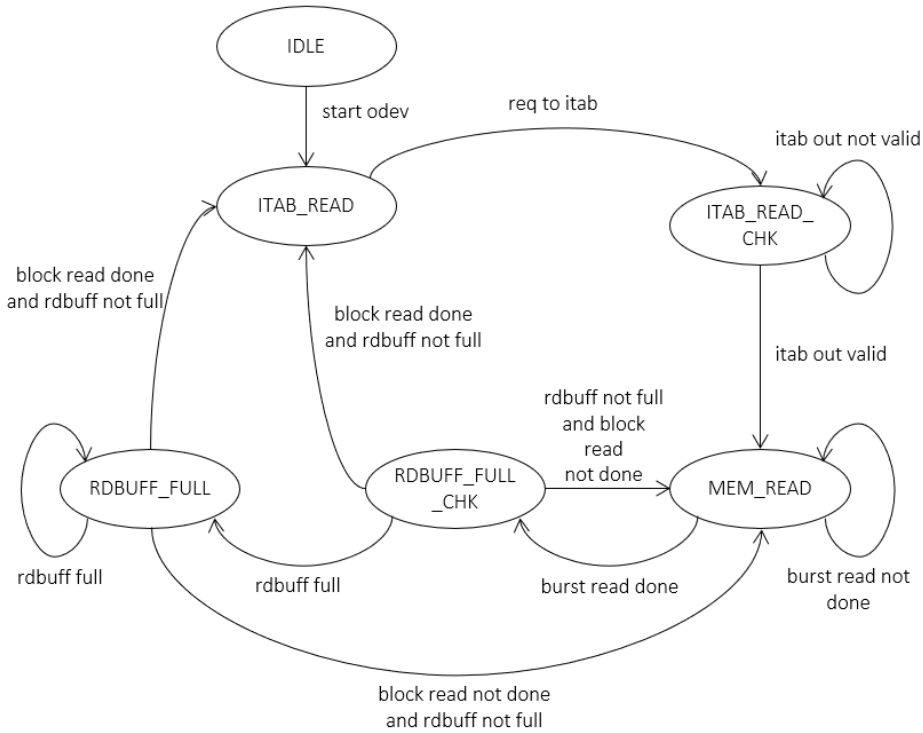 IDLE
start odev
req to itab
itab out not valid
ITAB_READ
ITAB_READ_
CHK
block read done
and rdbuff not full
block read done
and rdbuff not full
itab out valid
rdbuff not full
and block
read
not done
RDBUFF_FULL
RDBUFF_FULL
_CHK
MEM_READ
rdbuff full
rdbuff full
burst read done
burst read not
done
block read not done
and rdbuff not full